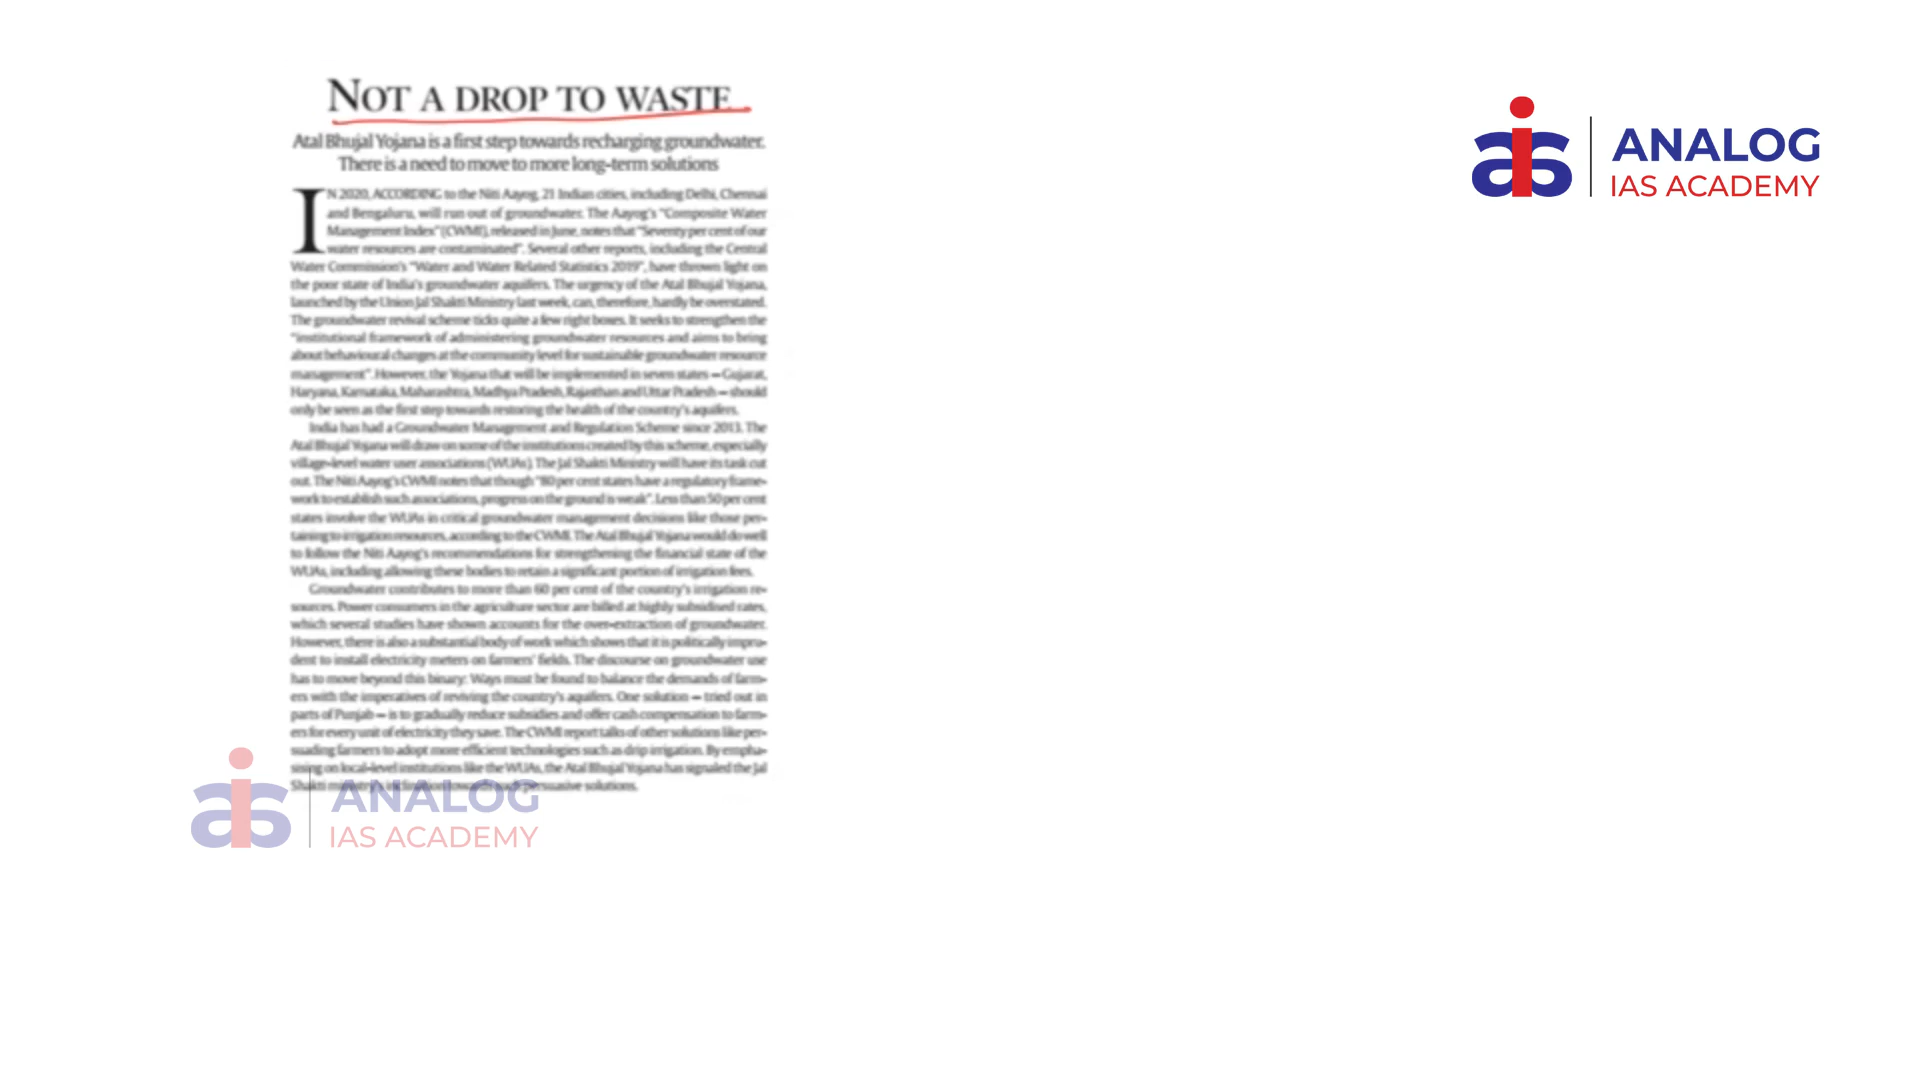 NOT A DROP TO WASTE
Atal Bhujal Yojana is a first step towards recharging groundwater.
There is a need to move to more long-term solutions
IN 2020, ACCORDING to the Niti Aayog, 21 Indian cities, including Delhi, Chennai
and Bengaluru, will run out of groundwater. The Aayog's "Composite Water
Management Index" (CWMI), released in June, notes that "Seventy per cent of our
water resources are contaminated". Several other reports, including the Central
Water Commission's "Water and Water Related Statistics 2019", have thrown light on
the poor state of India's groundwater aquifers. The urgency of the Atal Bhujal Yojana,
launched by the Union Jal Shakti Ministry last week, can, therefore, hardly be overstated.
The groundwater revival scheme ticks quite a few right boxes. It seeks to strengthen the
"institutional framework of administering groundwater resources and aims to bring
about behavioural changes at the community level for sustainable groundwater resource
management". However, the Yojana that will be implemented in seven states — Gujarat,
Haryana, Karnataka, Maharashtra, Madhya Pradesh, Rajasthan and Uttar Pradesh — should
only be seen as the first step towards restoring the health of the country's aquifers.
India has had a Groundwater Management and Regulation Scheme since 2013. The
Atal Bhujal Yojana will draw on some of the institutions created by this scheme, especially
village-level water user associations (WUAs). The Jal Shakti Ministry will have its task cut
out. The Niti Aayog's CWMI notes that though "80 per cent states have a regulatory frame-
work to establish such associations, progress on the ground is weak". Less than 50 per cent
states involve the WUAs in critical groundwater management decisions like those per-
taining to irrigation resources, according to the CWMI. The Atal Bhujal Yojana would do well
to follow the Niti Aayog's recommendations for strengthening the financial state of the
WUAs, including allowing these bodies to retain a significant portion of irrigation fees.
Groundwater contributes to more than 60 per cent of the country's irrigation re-
sources. Power consumers in the agriculture sector are billed at highly subsidised rates,
which several studies have shown accounts for the over-extraction of groundwater.
However, there is also a substantial body of work which shows that it is politically impru-
dent to install electricity meters on farmers' fields. The discourse on groundwater use
has to move beyond this binary: Ways must be found to balance the demands of farm-
ers with the imperatives of reviving the country's aquifers. One solution — tried out in
parts of Punjab — is to gradually reduce subsidies and offer cash compensation to farm-
ers for every unit of electricity they save. The CWMI report talks of other solutions like per-
suading farmers to adopt more efficient technologies such as drip irrigation. By empha-
sising on local-level institutions like the WUAs, the Atal Bhujal Yojana has signaled the Jal
Shakti ministry's inclination towards such persuasive solutions.
ANALOG
IAS ACADEMY
ANALOG
IAS ACADEMY